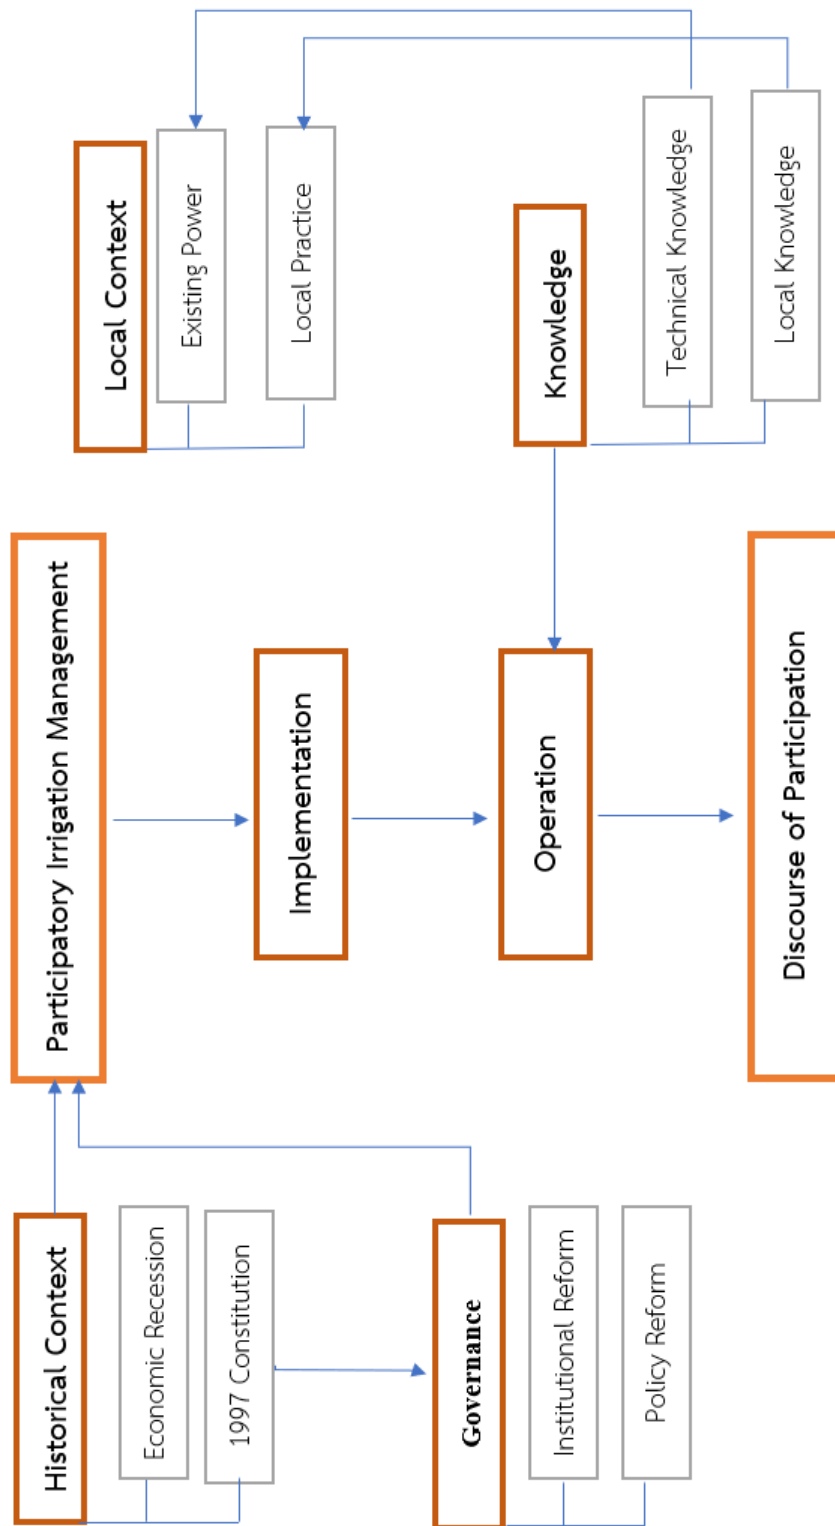 Historical Context
Economic Recession
1997 Constitution
Governance
Institutional Reform
Policy Reform
Participatory Irrigation Management
Implementation
Operation
Discourse of Participation
Local Context
Existing Power
Local Practice
Knowledge
Technical Knowledge
Local Knowledge